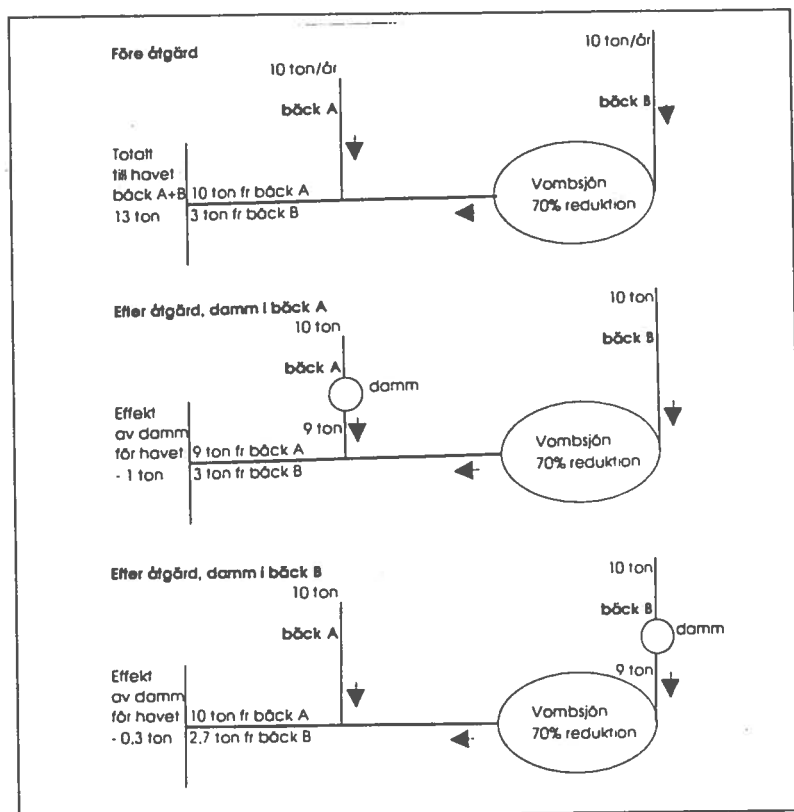 Före åtgärd
10 ton/år
10 ton/år
bäck A
bäck B
Totalt
till havet
bäck A+B
13 ton
10 ton fr bäck A
3 ton fr bäck B
Vombsjön
70% reduktion
Efter åtgärd, damm i bäck A
10 ton
10 ton
bäck A
bäck B
damm
9 ton
Effekt
av damm
för havet
- 1 ton
9 ton fr bäck A
3 ton fr bäck B
Vombsjön
70% reduktion
Efter åtgärd, damm i bäck B
10 ton
10 ton
bäck A
bäck B
damm
9 ton
Effekt
av damm
för havet
- 0,3 ton
10 ton fr bäck A
2,7 ton fr bäck B
Vombsjön
70% reduktion